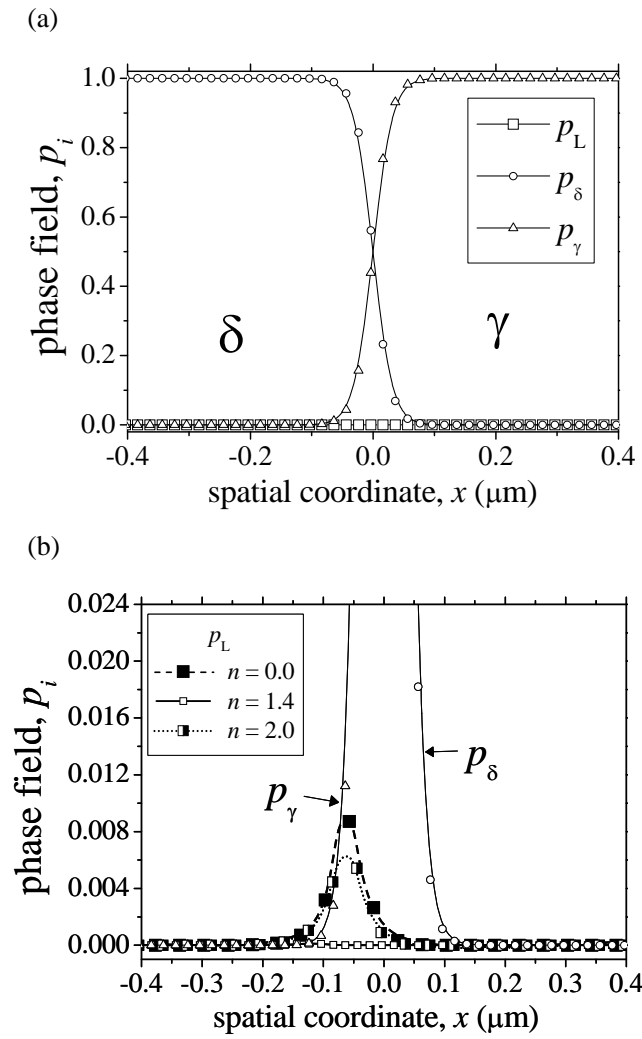 (a)
1.0
0.8
0.6
0.4
0.2
0.0
phase field, p_i
p_L
p_δ
p_γ
δ
γ
-0.4 -0.2 0.0 0.2 0.4
spatial coordinate, x (μm)
(b)
0.024
0.020
0.016
0.012
0.008
0.004
0.000
phase field, p_i
p_L
n = 0.0
n = 1.4
n = 2.0
p_γ
p_δ
-0.4 -0.3 -0.2 -0.1 0.0 0.1 0.2 0.3 0.4
spatial coordinate, x (μm)